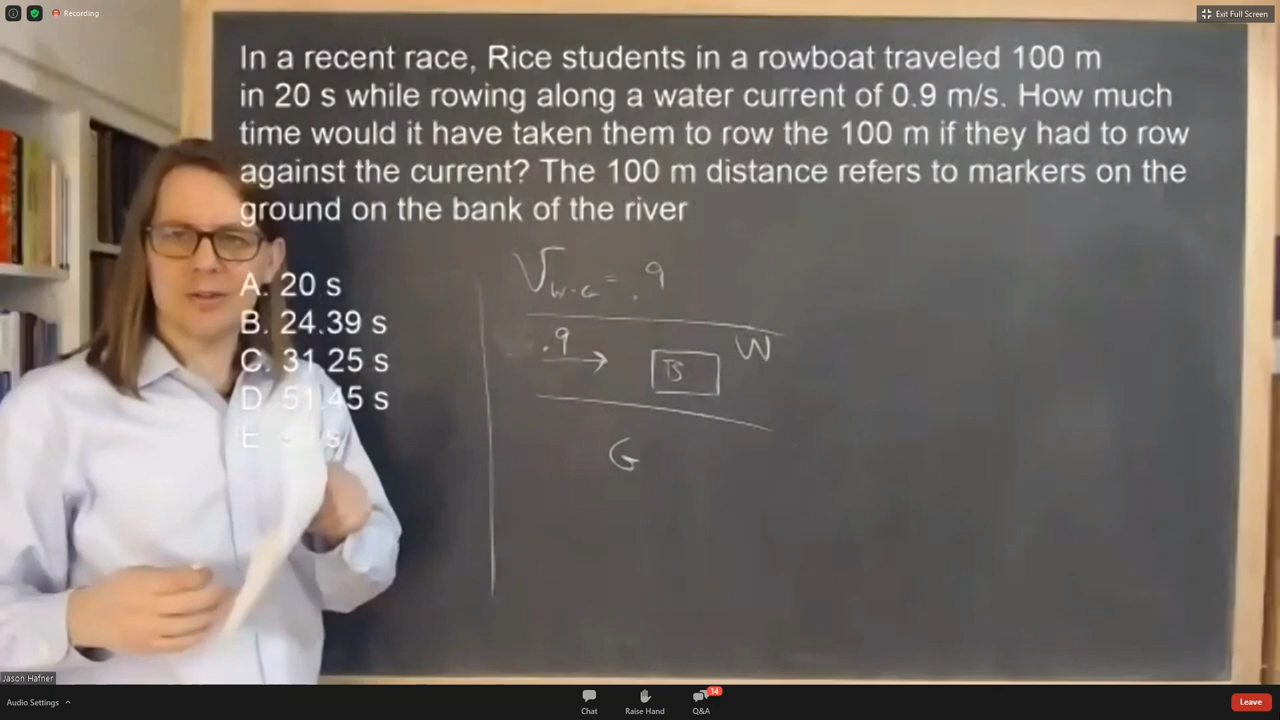 Recording
Exit Full Screen
In a recent race, Rice students in a rowboat traveled 100 m
in 20 s while rowing along a water current of 0.9 m/s. How much
time would it have taken them to row the 100 m if they had to row
against the current? The 100 m distance refers to markers on the
ground on the bank of the river
A. 20 s
B. 24.39 s
C. 31.25 s
D. 51.45 s
E
s
V W-G = .9
.9
B
W
G
Jason Hafner
Audio Settings
Chat
Raise Hand
14
Q&A
Leave